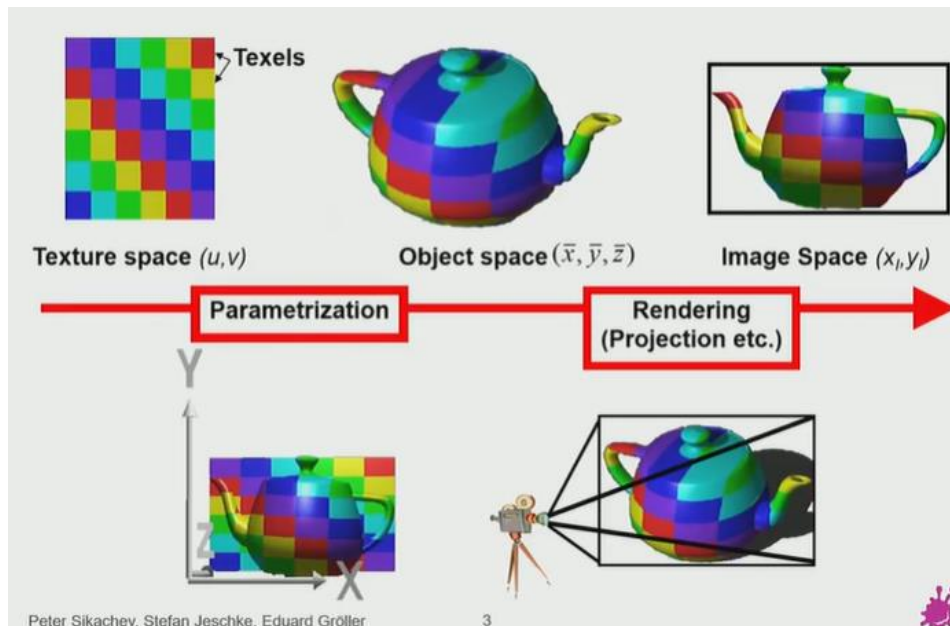 Texels
Texture space (u,v)
Object space (x̄, ȳ, z̄)
Image Space (xI,yI)
Parametrization
Rendering
(Projection etc.)
Y
Z
X
Peter Sikachev, Stefan Jeschke, Eduard Gröller
3